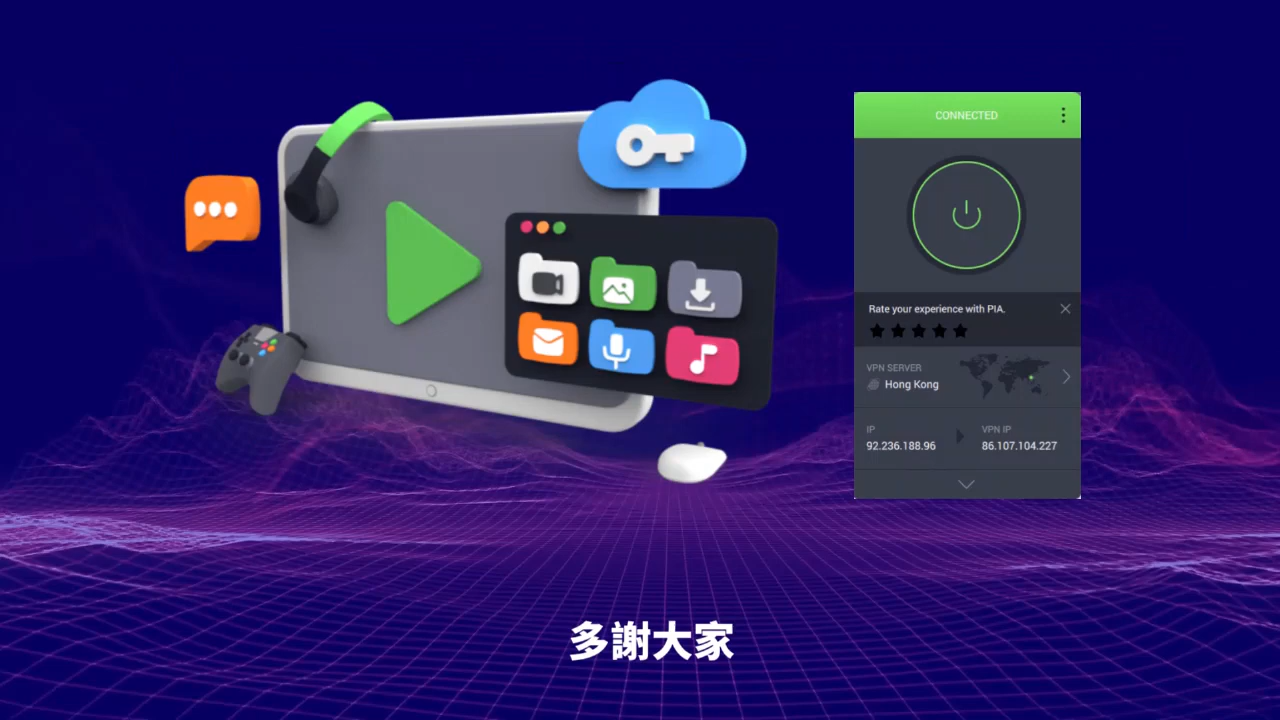 CONNECTED
Rate your experience with PIA.
VPN SERVER
Hong Kong
IP
92.236.188.96
VPN IP
86.107.104.227
多謝大家